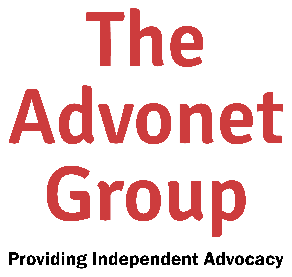 The
Advonet
Group
Providing Independent Advocacy